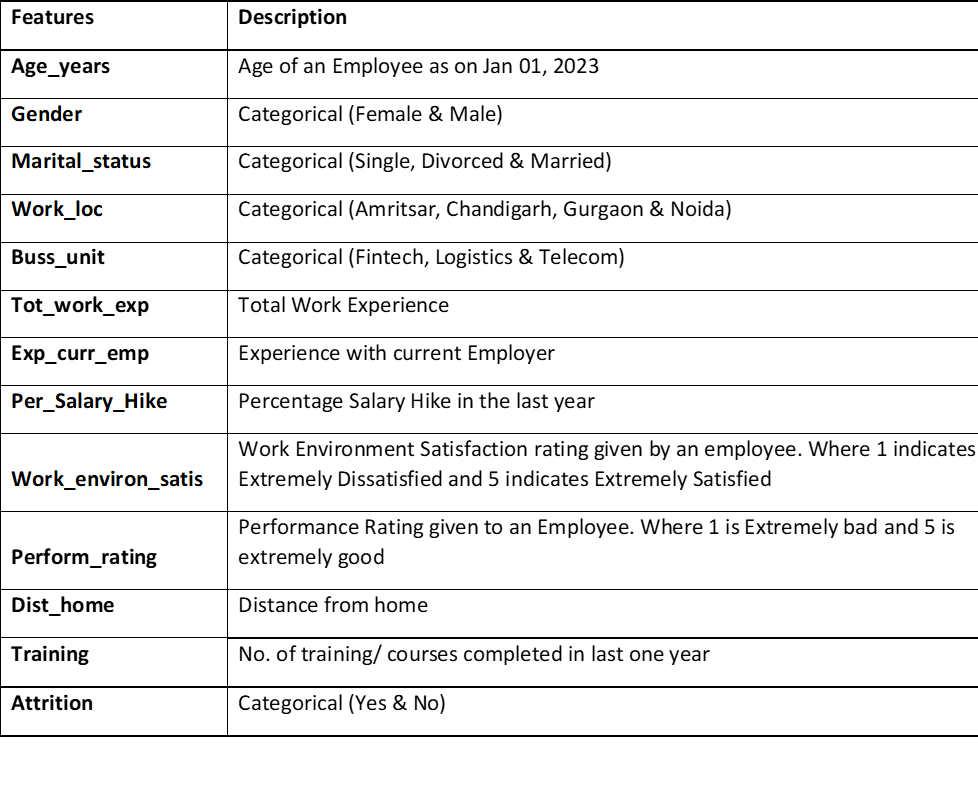 Features Description
Age_years Age of an Employee as on Jan 01, 2023
Gender Categorical (Female & Male)
Marital_status Categorical (Single, Divorced & Married)
Work_loc Categorical (Amritsar, Chandigarh, Gurgaon & Noida)
Buss_unit Categorical (Fintech, Logistics & Telecom)
Tot_work_exp Total Work Experience
Exp_curr_emp Experience with current Employer
Per_Salary_Hike Percentage Salary Hike in the last year
Work Environment Satisfaction rating given by an employee. Where 1 indicates
Work_environ_satis Extremely Dissatisfied and 5 indicates Extremely Satisfied
Performance Rating given to an Employee. Where 1 is Extremely bad and 5 is
Perform_rating extremely good
Dist_home Distance from home
Training No. of training/ courses completed in last one year
Attrition Categorical (Yes & No)